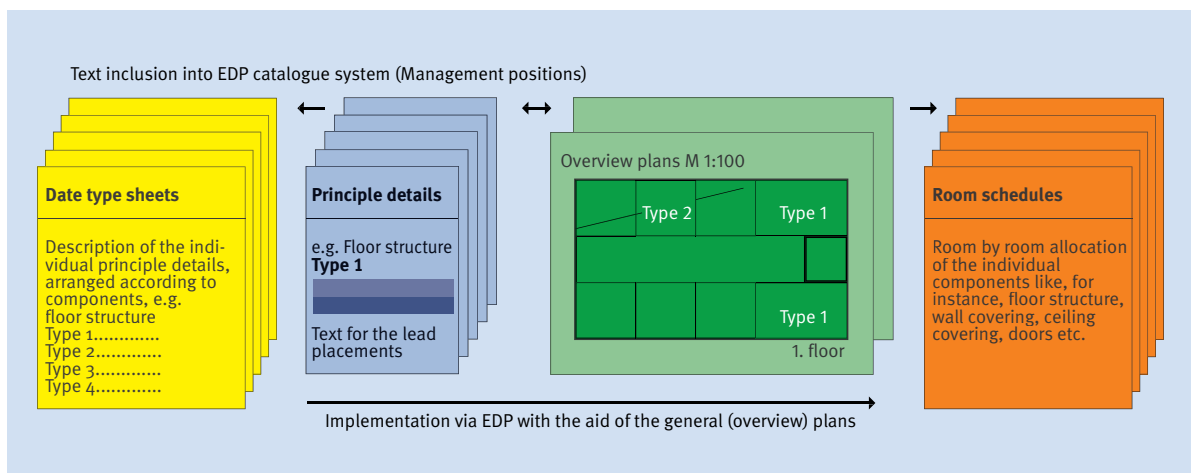 Text inclusion into EDP catalogue system (Management positions)
Date type sheets
Description of the indi-
vidual principle details,
arranged according to
components, e.g.
floor structure
Type 1.............
Type 2.............
Type 3.............
Type 4.............
Principle details
e.g. Floor structure
Type 1
Text for the lead
placements
Overview plans M 1:100
Type 2
Type 1
Type 1
1. floor
Room schedules
Room by room allocation
of the individual
components like, for
instance, floor structure,
wall covering, ceiling
covering, doors etc.
Implementation via EDP with the aid of the general (overview) plans